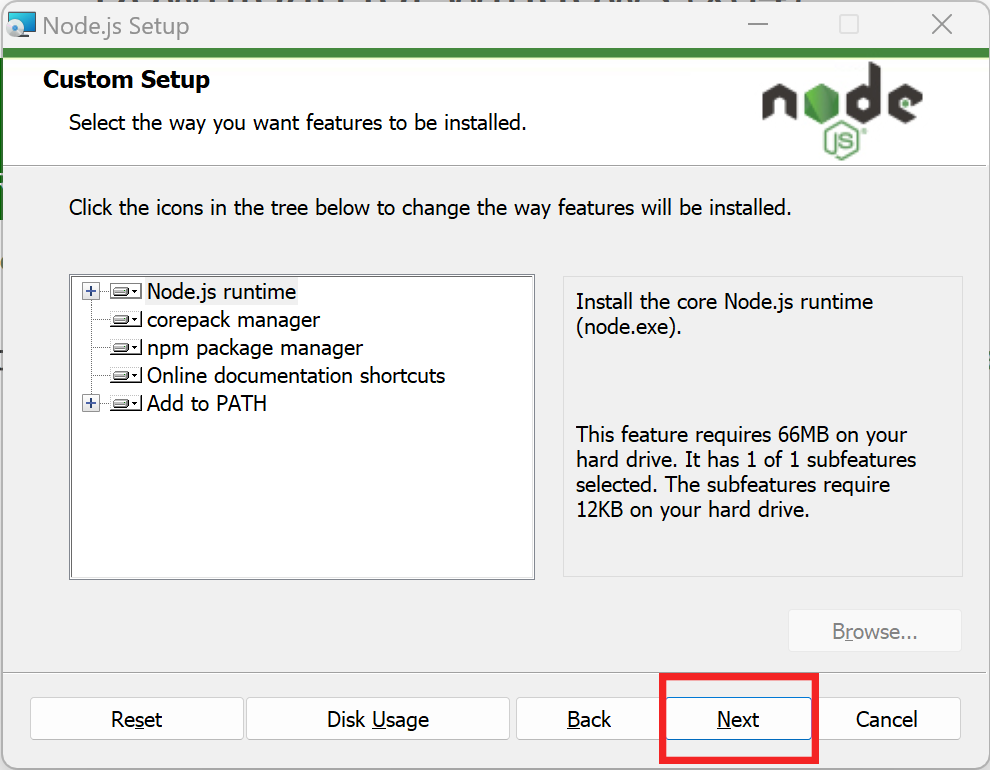 Node.js Setup
Custom Setup
Select the way you want features to be installed.
node
JS
Click the icons in the tree below to change the way features will be installed.
Node.js runtime
corepack manager
npm package manager
Online documentation shortcuts
Add to PATH
Install the core Node.js runtime
(node.exe).
This feature requires 66MB on your
hard drive. It has 1 of 1 subfeatures
selected. The subfeatures require
12KB on your hard drive.
Browse...
Reset
Disk Usage
Back
Next
Cancel